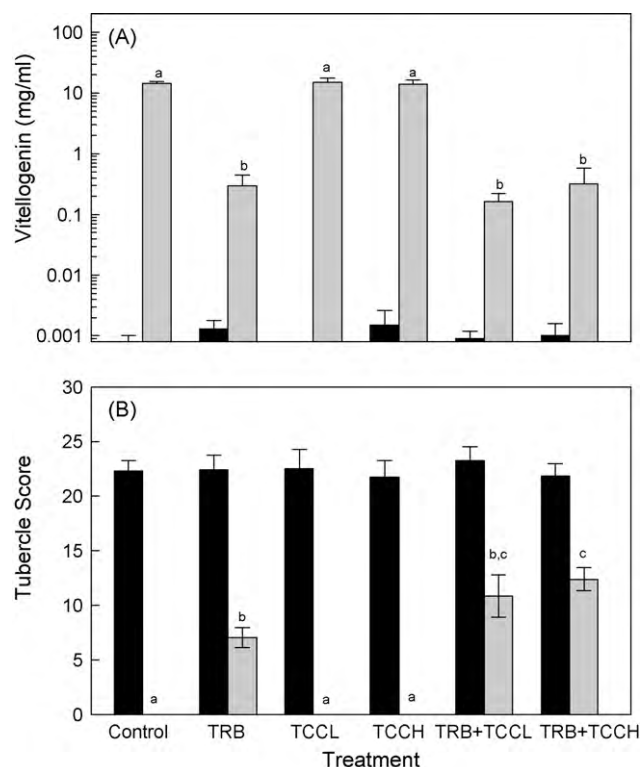 (A)
Vitellogenin (mg/ml)
100
10
1
0.1
0.01
0.001
a
b
a
a
b
b
(B)
Tubercle Score
30
25
20
15
10
5
0
a
b
a
a
b,c
c
Control TRB TCCL TCCH TRB+TCCL TRB+TCCH
Treatment